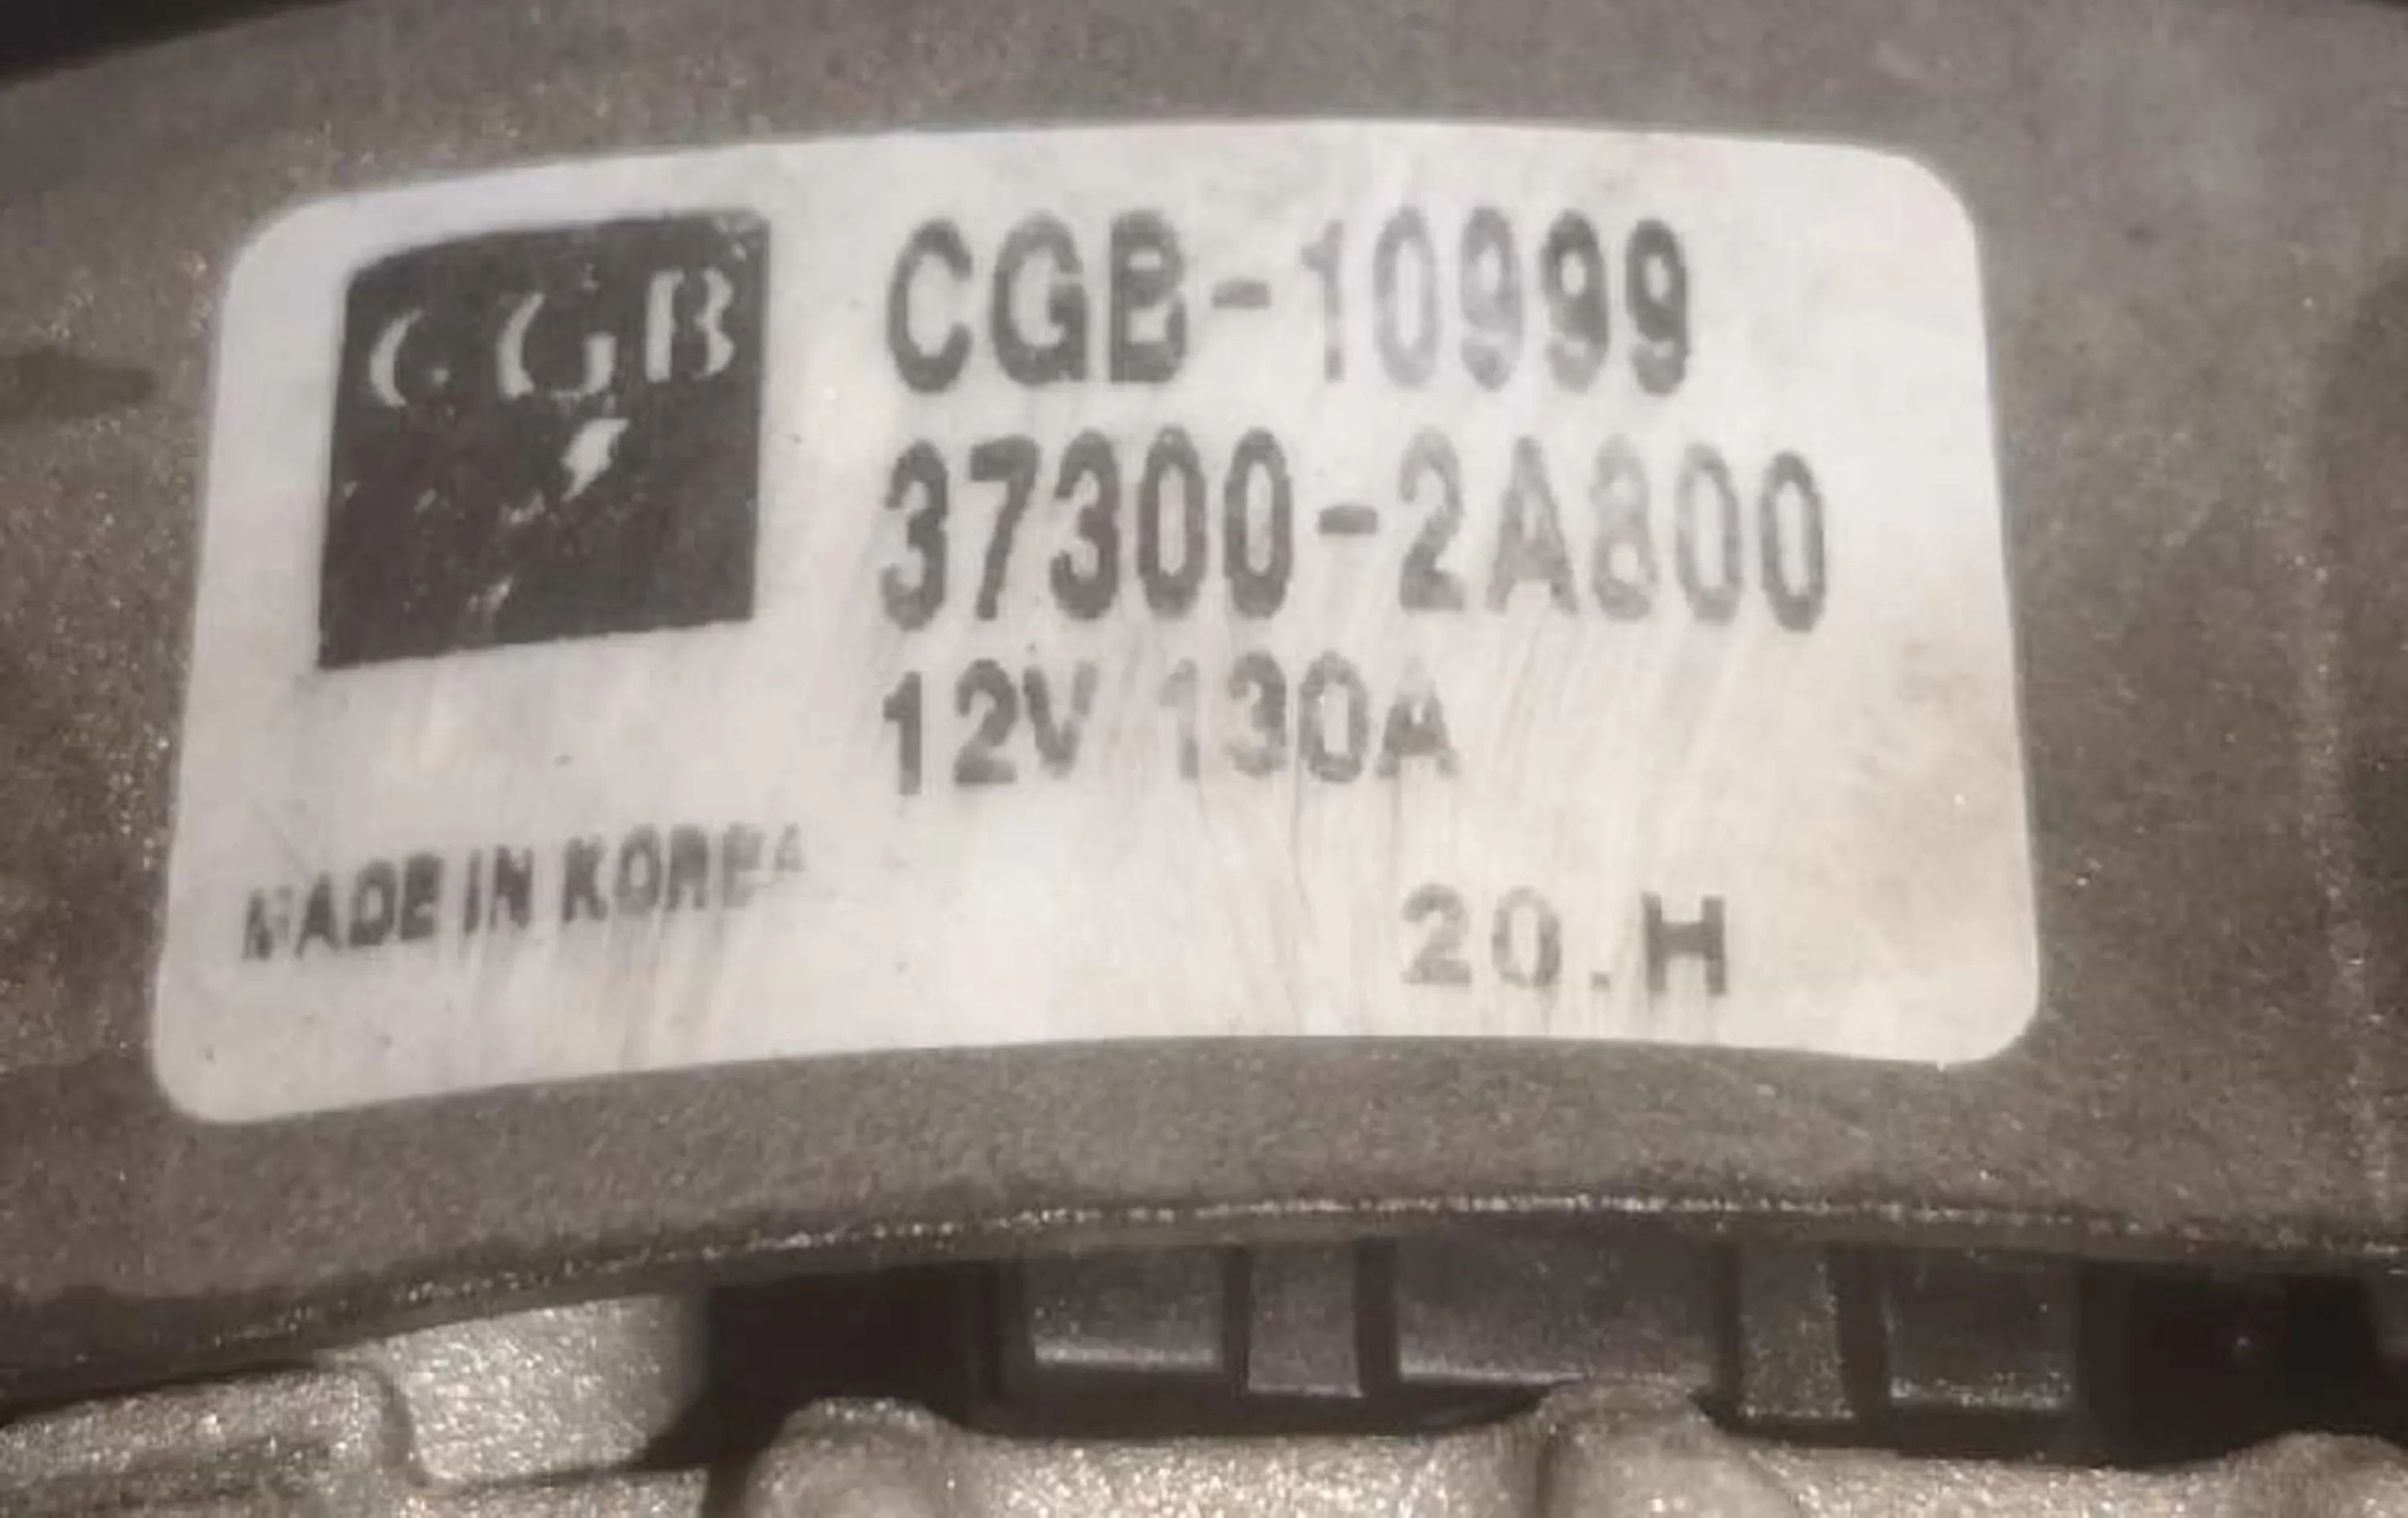 CGB
CGB-10999
37300-2A800
12V 130A
MADE IN KOREA
20.H